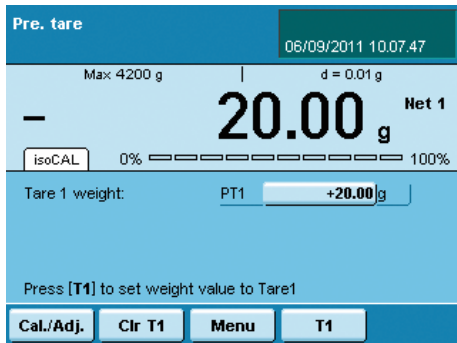 Pre. tare
06/09/2011 10.07.47
Max 4200 g | d = 0.01 g
– 20.00 g Net 1
isoCAL 0% 100%
Tare 1 weight: PT1 +20.00 g
Press [T1] to set weight value to Tare1
Cal./Adj. Clr T1 Menu T1